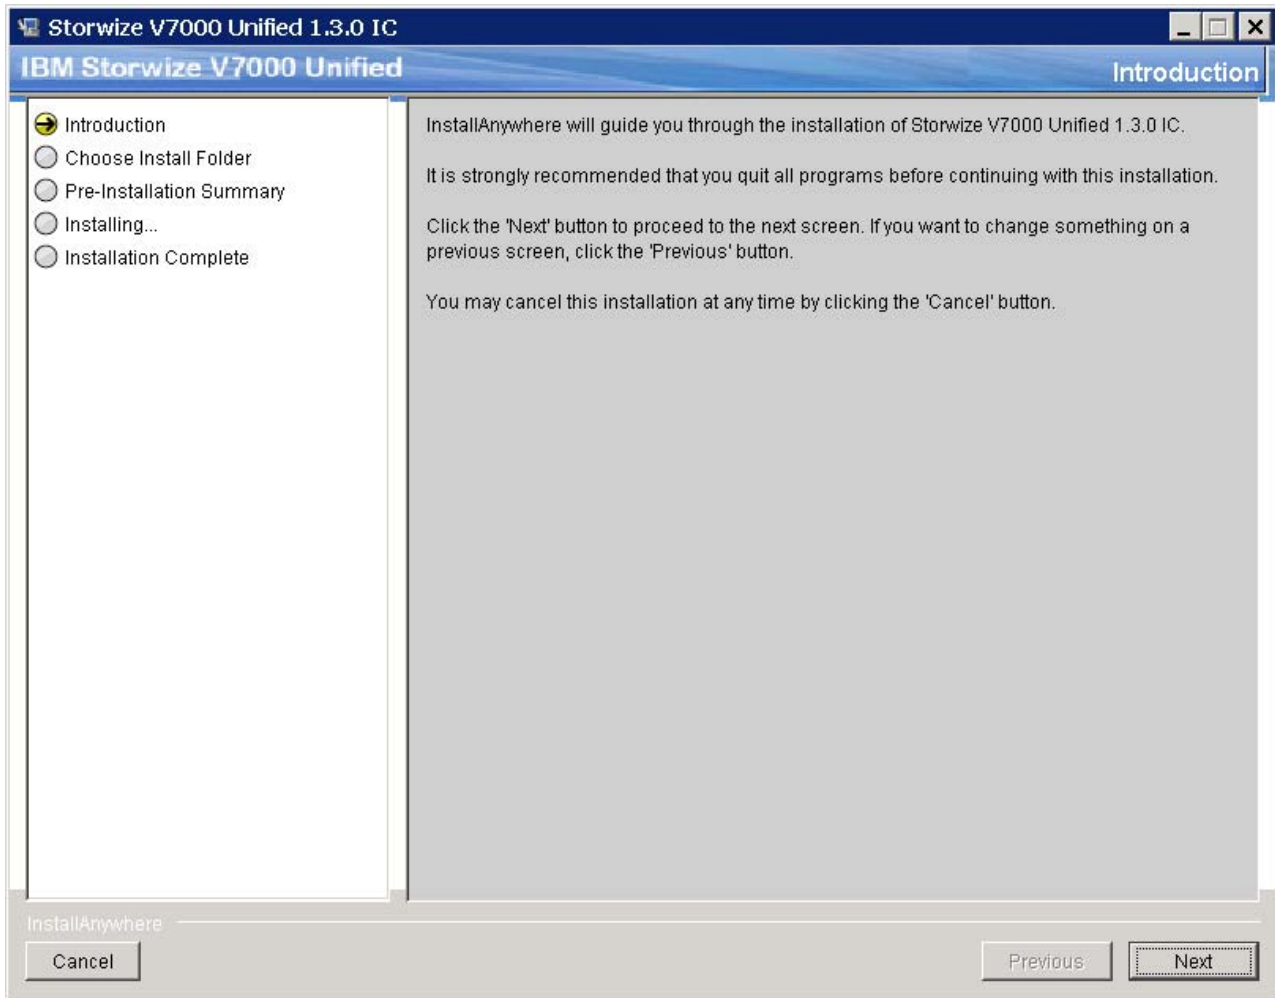 Storwize V7000 Unified 1.3.0 IC
IBM Storwize V7000 Unified
Introduction
Introduction
Choose Install Folder
Pre-Installation Summary
Installing...
Installation Complete
InstallAnywhere will guide you through the installation of Storwize V7000 Unified 1.3.0 IC.
It is strongly recommended that you quit all programs before continuing with this installation.
Click the 'Next' button to proceed to the next screen. If you want to change something on a
previous screen, click the 'Previous' button.
You may cancel this installation at any time by clicking the 'Cancel' button.
InstallAnywhere
Cancel
Previous
Next